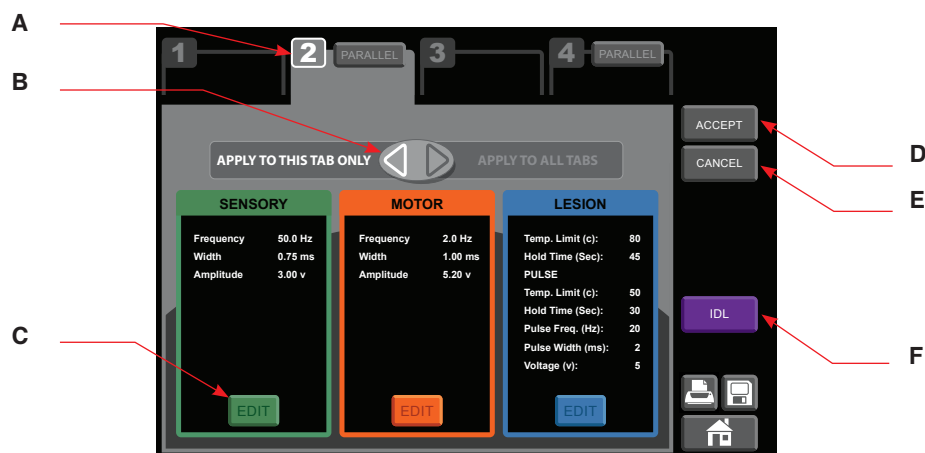 A
1
2
PARALLEL
3
4
PARALLEL
B
ACCEPT
D
APPLY TO THIS TAB ONLY
APPLY TO ALL TABS
CANCEL
E
SENSORY
Frequency 50.0 Hz
Width 0.75 ms
Amplitude 3.00 v
EDIT
MOTOR
Frequency 2.0 Hz
Width 1.00 ms
Amplitude 5.20 v
EDIT
LESION
Temp. Limit (c): 80
Hold Time (Sec): 45
PULSE
Temp. Limit (c): 50
Hold Time (Sec): 30
Pulse Freq. (Hz): 20
Pulse Width (ms): 2
Voltage (v): 5
EDIT
IDL
C
F